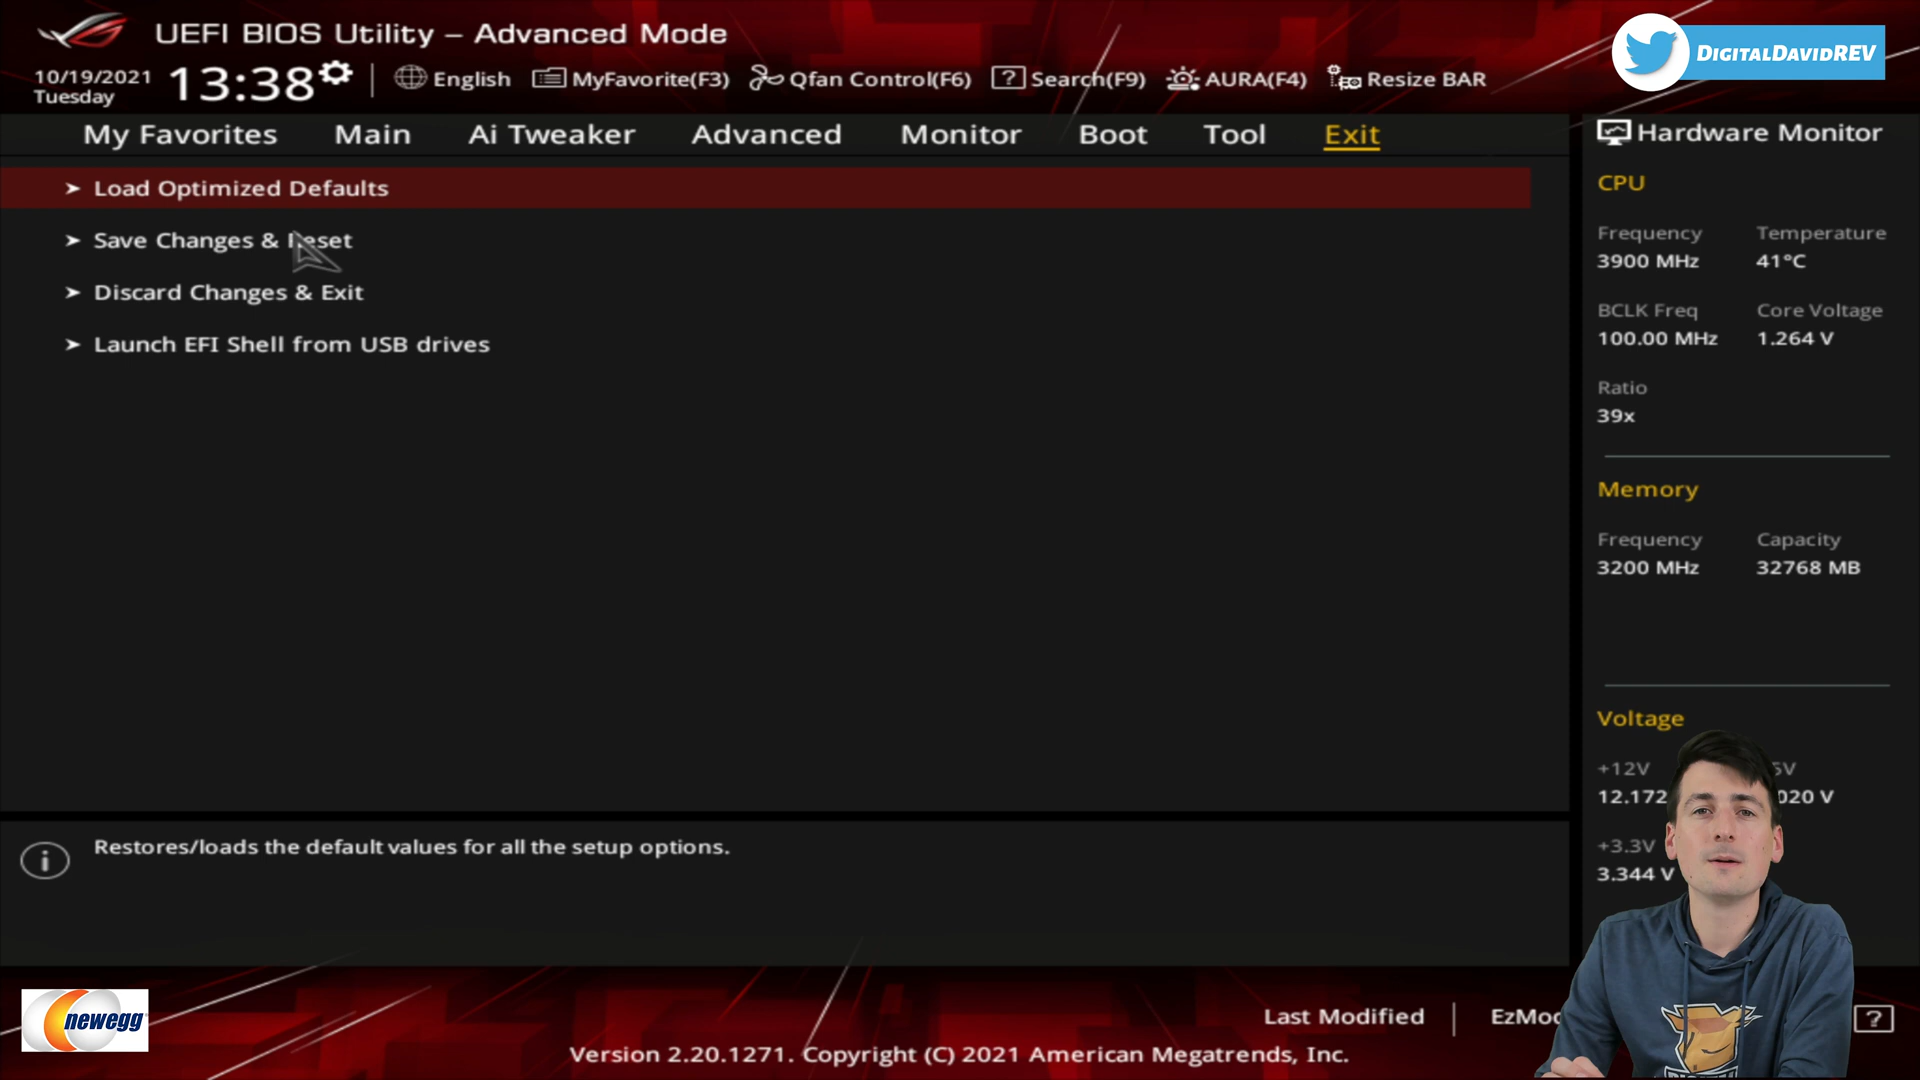 UEFI BIOS Utility – Advanced Mode
DIGITALDAVIDREV
10/19/2021
Tuesday
13:38
English
MyFavorite(F3)
Qfan Control(F6)
Search(F9)
AURA(F4)
Resize BAR
My Favorites
Main
Ai Tweaker
Advanced
Monitor
Boot
Tool
Exit
Hardware Monitor
Load Optimized Defaults
Save Changes & Reset
Discard Changes & Exit
Launch EFI Shell from USB drives
CPU
Frequency Temperature
3900 MHz 41°C
BCLK Freq Core Voltage
100.00 MHz 1.264 V
Ratio
39x
Memory
Frequency Capacity
3200 MHz 32768 MB
Voltage
+12V 5V
12.172 020 V
+3.3V
3.344 V
Restores/loads the default values for all the setup options.
newegg
Last Modified
EzMod
Version 2.20.1271. Copyright (C) 2021 American Megatrends, Inc.